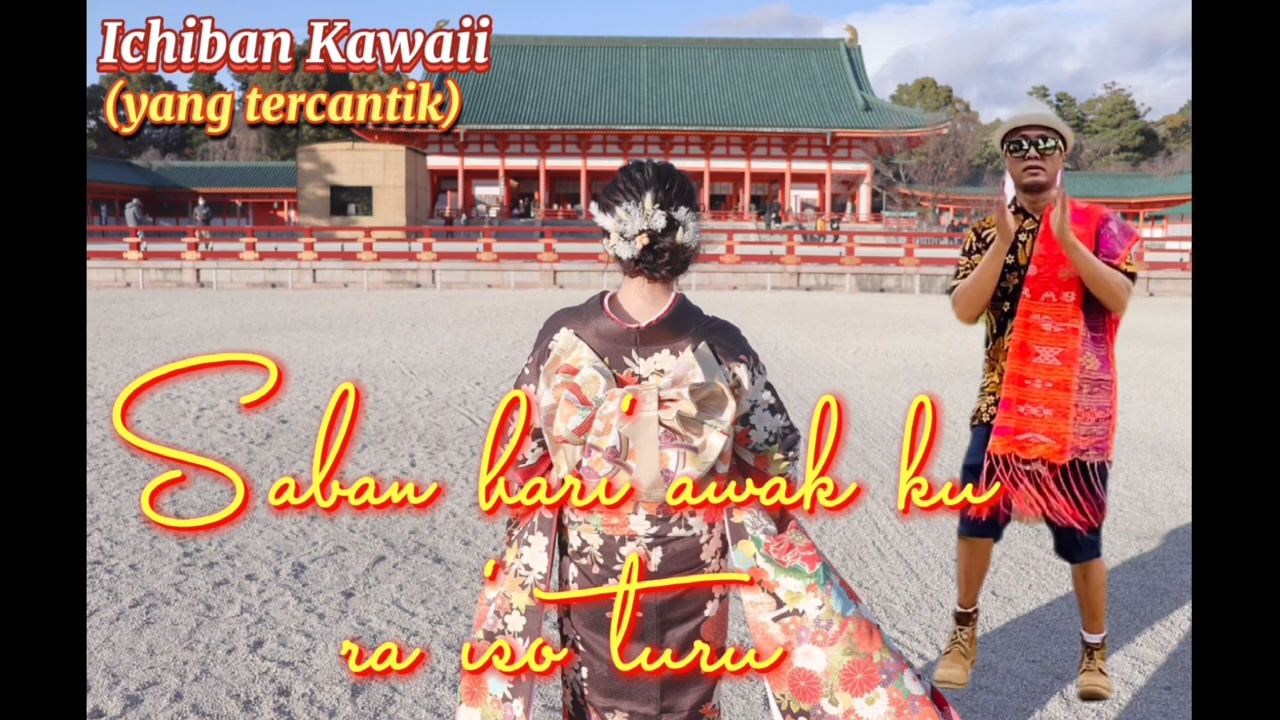 Ichiban Kawaii
(yang tercantik)
Saban hari awak ku
ra iso turu